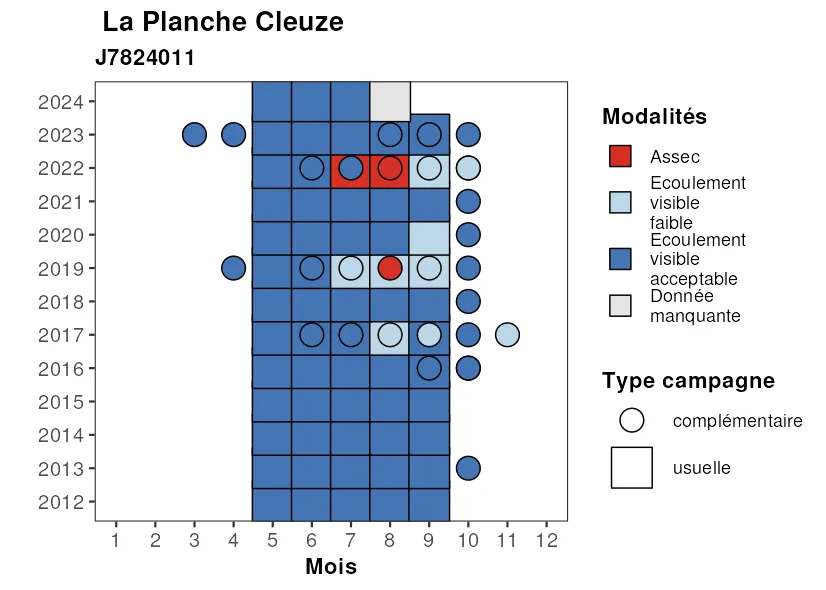 La Planche Cleuze
J7824011
2024
2023
2022
2021
2020
2019
2018
2017
2016
2015
2014
2013
2012
1 2 3 4 5 6 7 8 9 10 11 12
Mois
Modalités
Assec
Ecoulement
visible
faible
Ecoulement
visible
acceptable
Donnée
manquante
Type campagne
complémentaire
usuelle